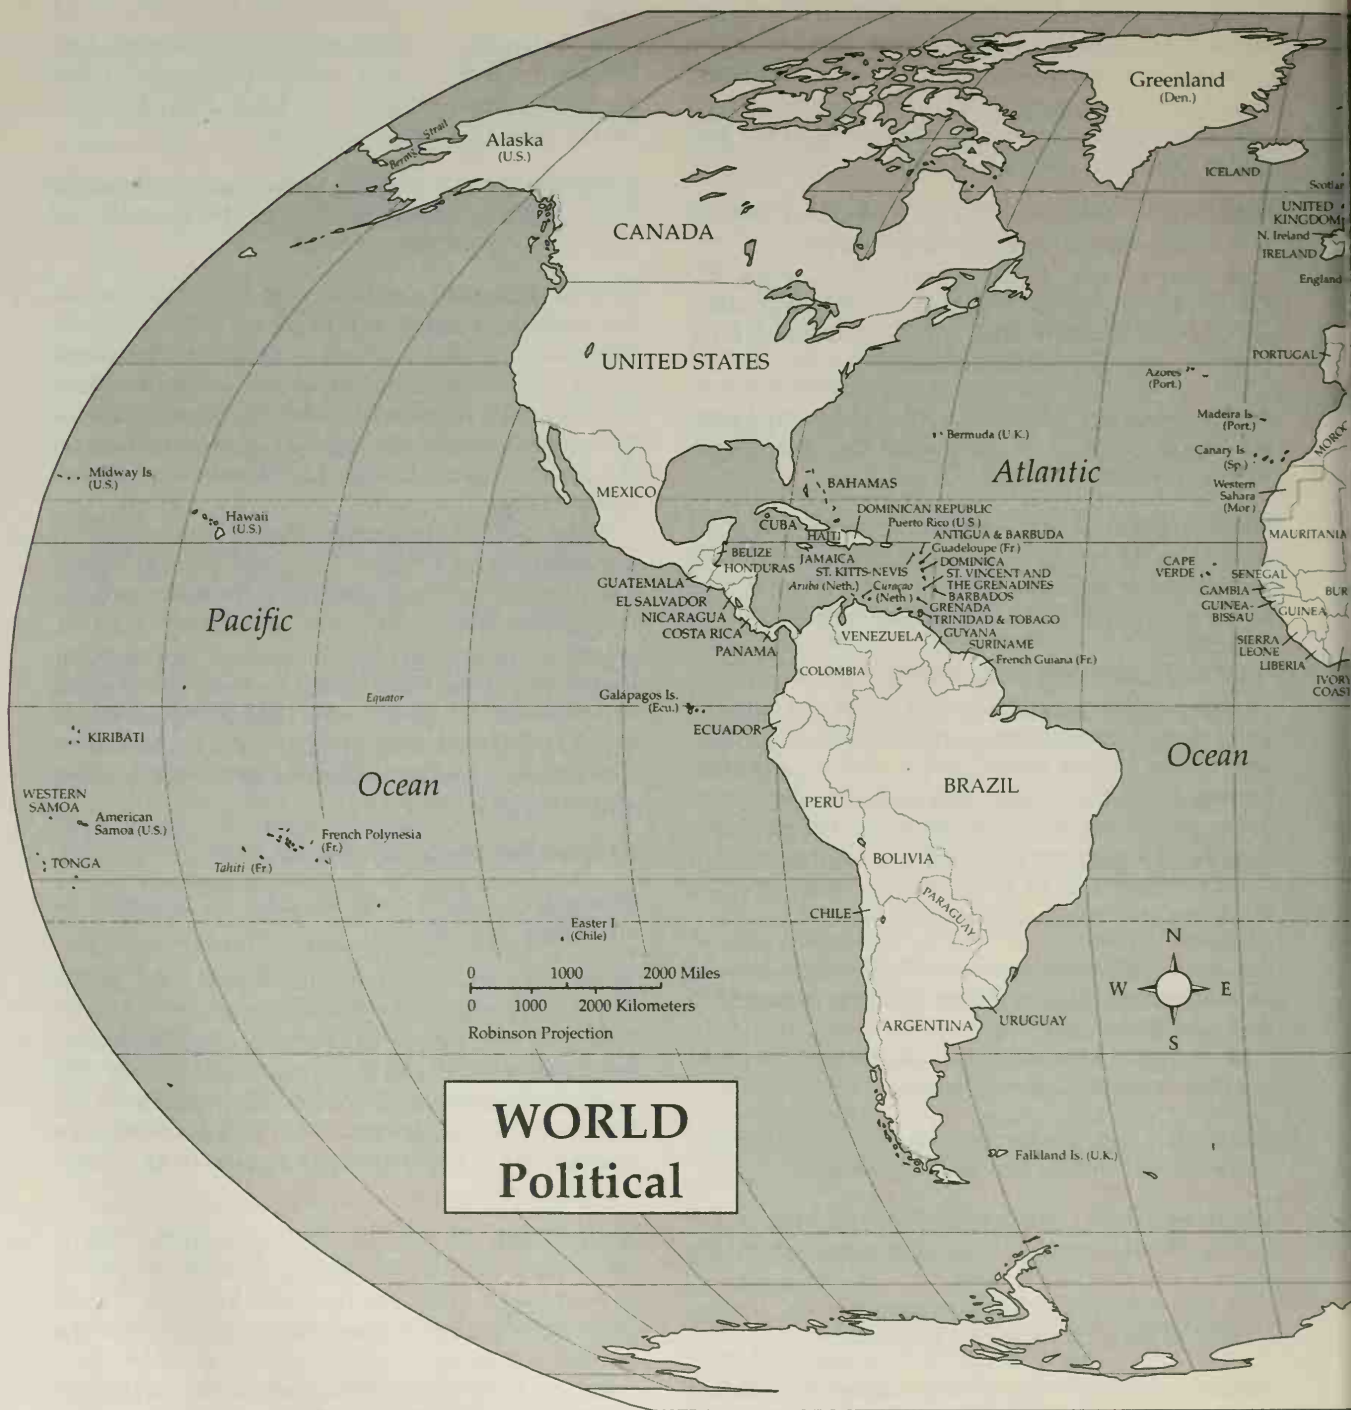 Greenland
(Den.)
Bering Strait
Alaska
(U.S.)
ICELAND
UNITED
KINGDOM
N. Ireland
IRELAND
England
CANADA
UNITED STATES
PORTUGAL
Azores
(Port.)
Madeira Is
(Port.)
Bermuda (U.K.)
Canary Is.
(Sp.)
Atlantic
Midway Is.
(U.S.)
Western
Sahara
(Mor.)
MEXICO
BAHAMAS
Hawaii
(U.S.)
CUBA
DOMINICAN REPUBLIC
Puerto Rico (U S )
HAITI
ANTIGUA & BARBUDA
MAURITANIA
BELIZE
JAMAICA
Guadeloupe (Fr )
HONDURAS
ST. KITTS-NEVIS
DOMINICA
CAPE
VERDE
SENEGAL
GUATEMALA
Aruba (Neth.)
Curaçao
(Neth )
ST. VINCENT AND
THE GRENADINES
GAMBIA
EL SALVADOR
BARBADOS
GUINEA-
BISSAU
GUINEA
NICARAGUA
GRENADA
TRINIDAD & TOBAGO
Pacific
COSTA RICA
VENEZUELA
GUYANA
SIERRA
LEONE
PANAMA
SURINAME
French Guiana (Fr.)
LIBERIA
COLOMBIA
IVORY
Equator
Galápagos Is.
(Ecu.)
ECUADOR
KIRIBATI
Ocean
Ocean
BRAZIL
WESTERN
SAMOA
American
Samoa (U.S.)
PERU
French Polynesia
(Fr.)
Tahiti (Fr.)
TONGA
BOLIVIA
PARAGUAY
CHILE
Easter I
(Chile)
N
W E
S
0 1000 2000 Miles
0 1000 2000 Kilometers
Robinson Projection
ARGENTINA
URUGUAY
WORLD
Political
Falkland Is. (U.K.)